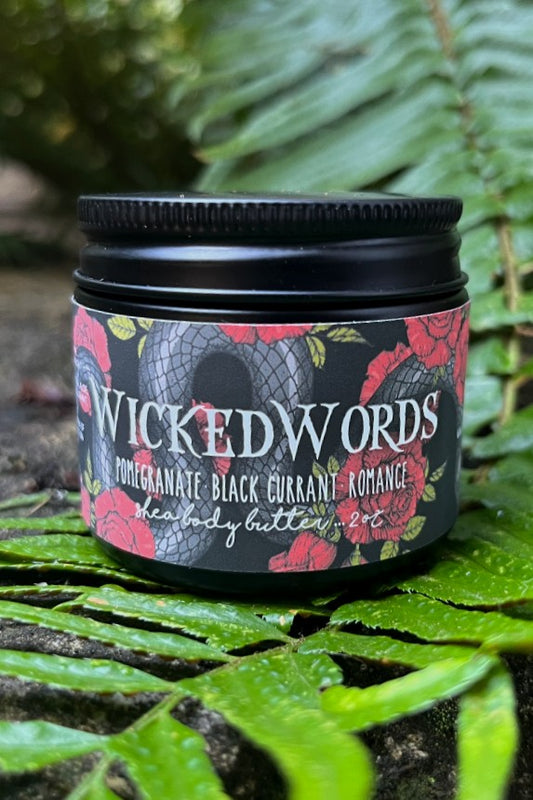 WICKEDWORDS
POMEGRANATE BLACK CURRANT ROMANCE
shea body butter... 2oz